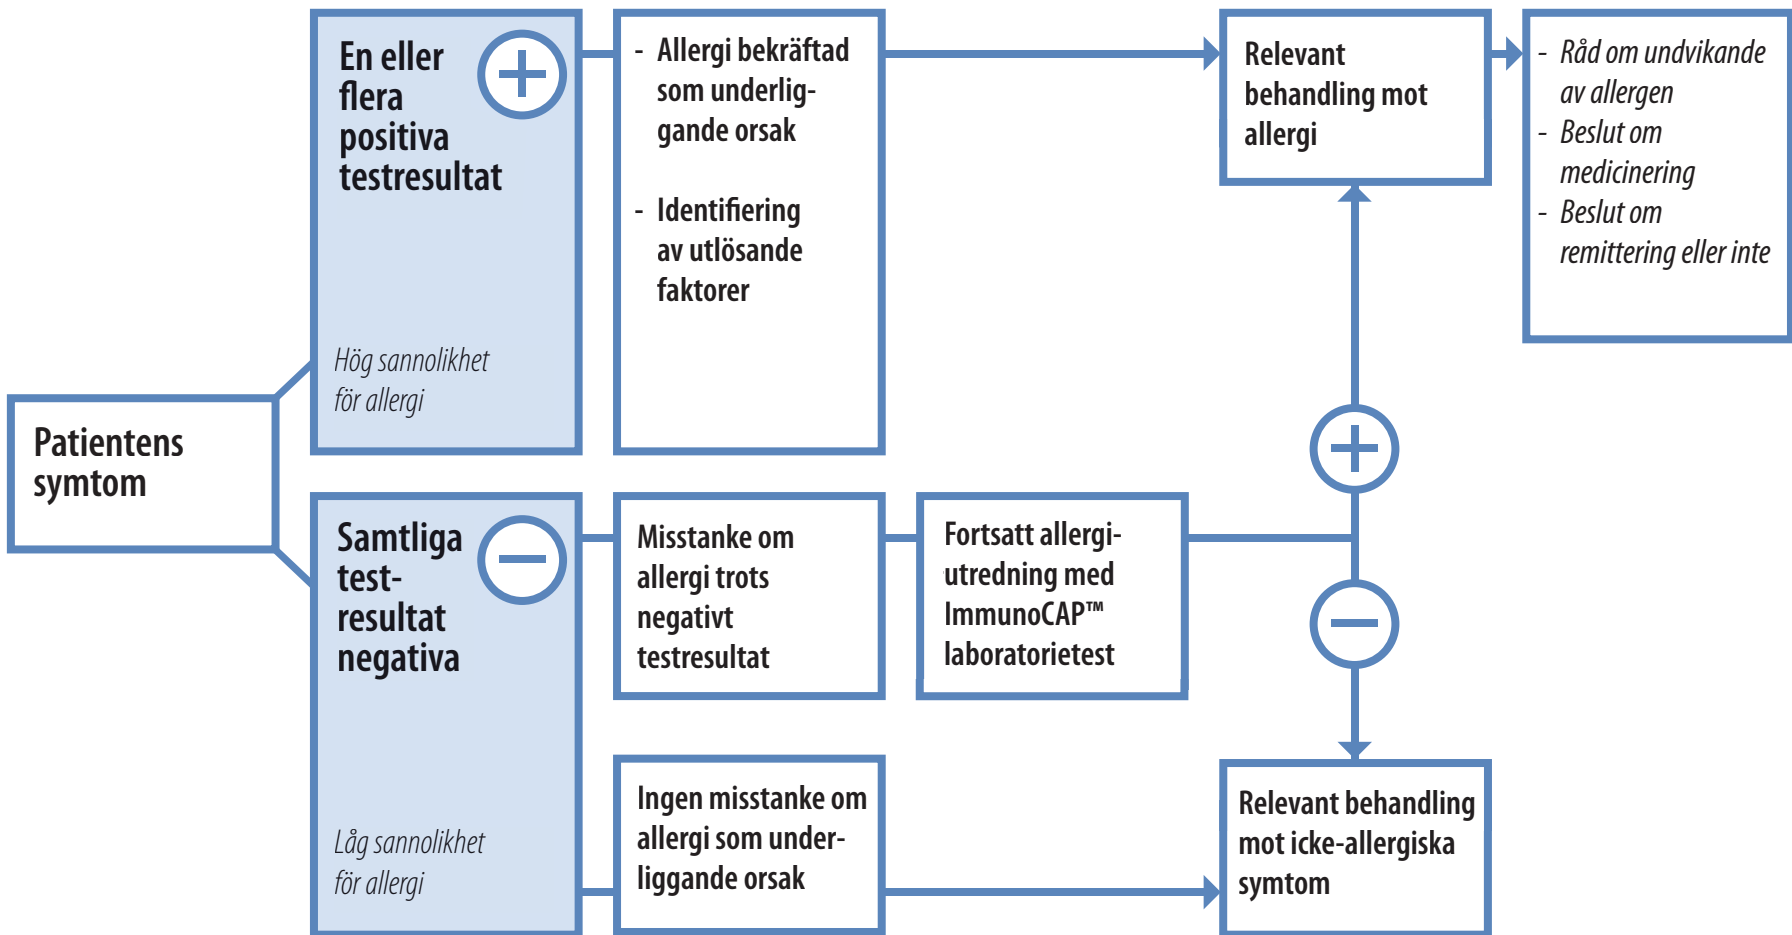 Patientens
symtom
En eller
flera
positiva
testresultat
Hög sannolikhet
för allergi
- Allergi bekräftad
som underlig-
gande orsak
- Identifiering
av utlösande
faktorer
Relevant
behandling mot
allergi
- Råd om undvikande
av allergen
- Beslut om
medicinering
- Beslut om
remittering eller inte
Samtliga
test-
resultat
negativa
Låg sannolikhet
för allergi
Misstanke om
allergi trots
negativt
testresultat
Fortsatt allergi-
utredning med
ImmunoCAP™
laboratorietest
Ingen misstanke om
allergi som under-
liggande orsak
Relevant behandling
mot icke-allergiska
symtom